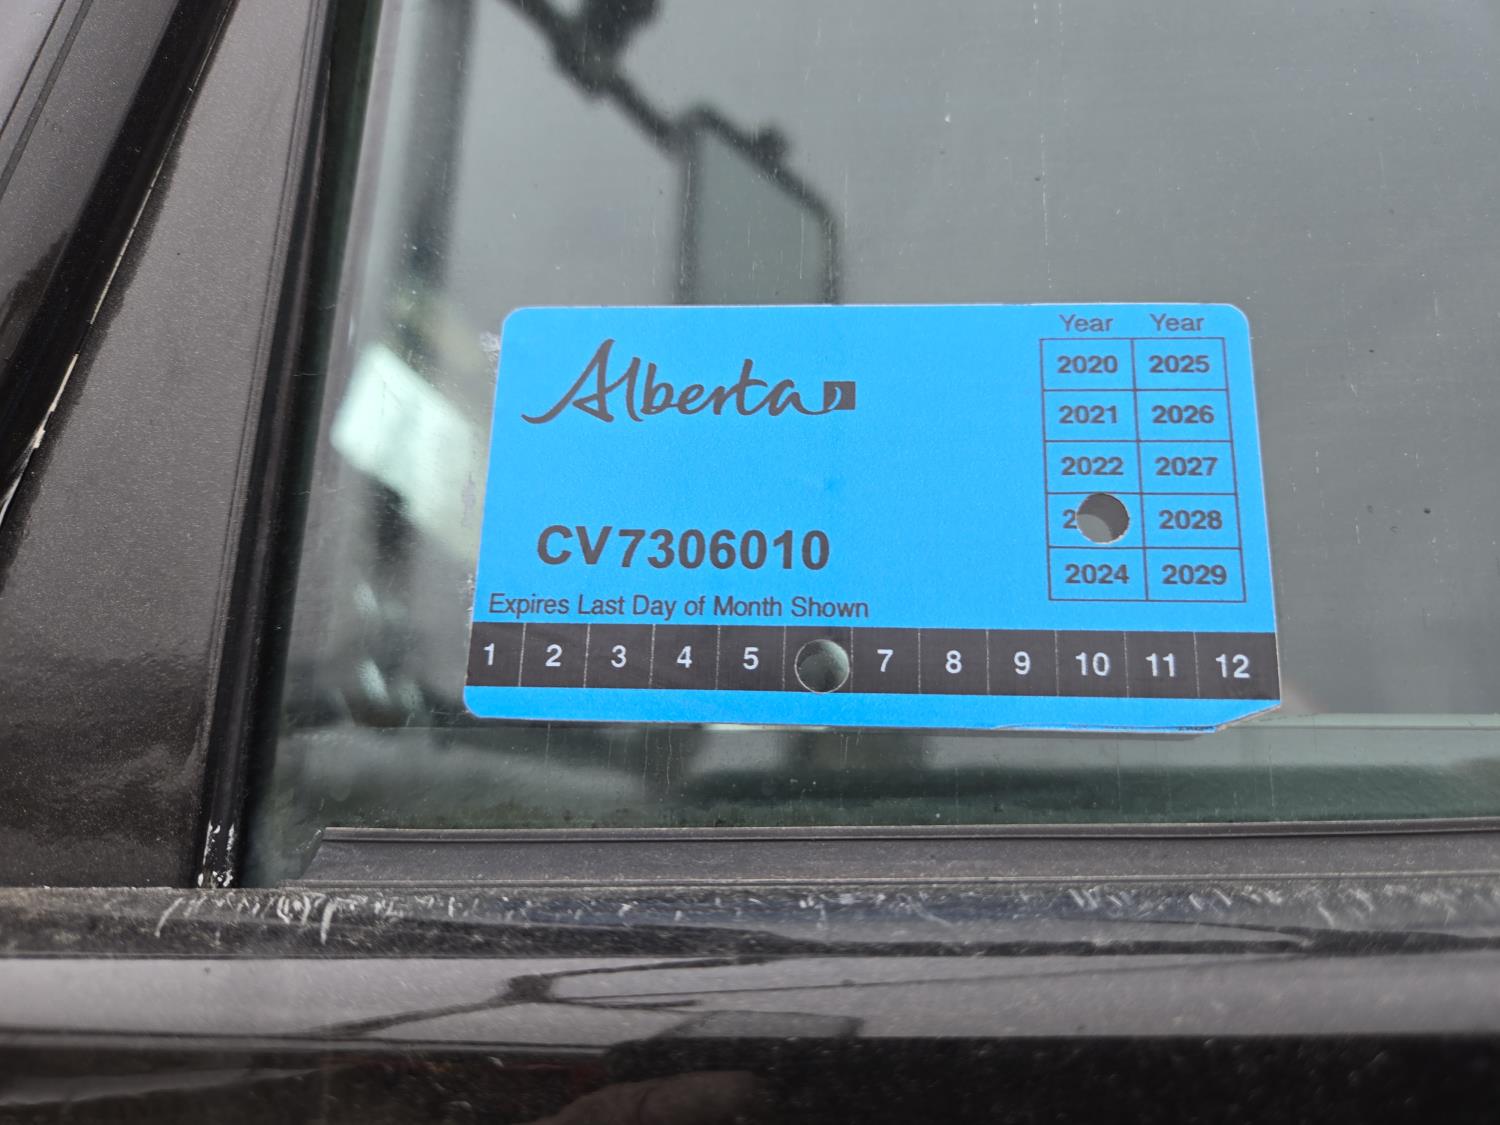 Alberta
Year Year
2020 2025
2021 2026
2022 2027
2 2028
2024 2029
CV7306010
Expires Last Day of Month Shown
1 2 3 4 5 7 8 9 10 11 12